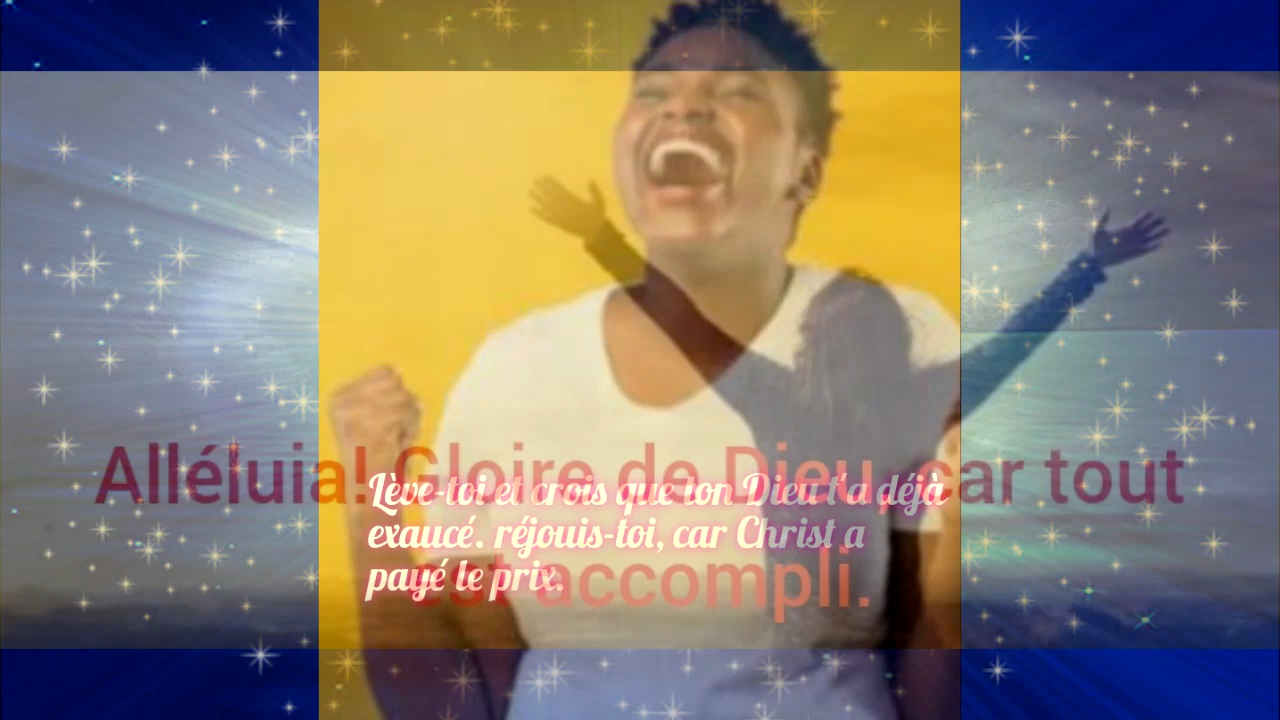 Alléluia! Gloire de Dieu, car tout
est accompli.
Lève-toi et crois que ton Dieu t'a déjà
exaucé. réjouis-toi, car Christ a
payé le prix.